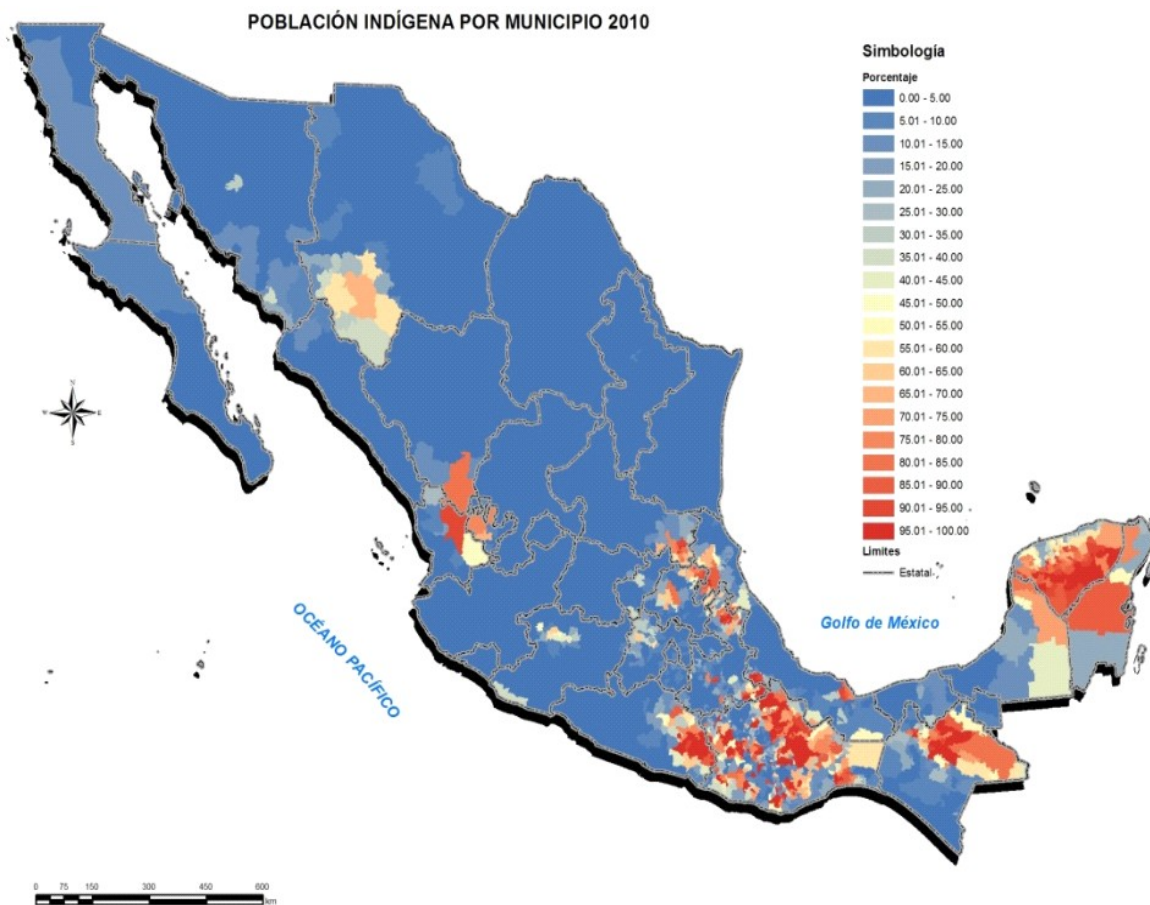 POBLACIÓN INDÍGENA POR MUNICIPIO 2010
Simbología
Porcentaje
0.00 - 5.00
5.01 - 10.00
10.01 - 15.00
15.01 - 20.00
20.01 - 25.00
25.01 - 30.00
30.01 - 35.00
35.01 - 40.00
40.01 - 45.00
45.01 - 50.00
50.01 - 55.00
55.01 - 60.00
60.01 - 65.00
65.01 - 70.00
70.01 - 75.00
75.01 - 80.00
80.01 - 85.00
85.01 - 90.00
90.01 - 95.00
95.01 - 100.00
Limites
Estatal
N
W E
S
OCÉANO PACÍFICO
Golfo de México
0 75 150 300 450 600
km